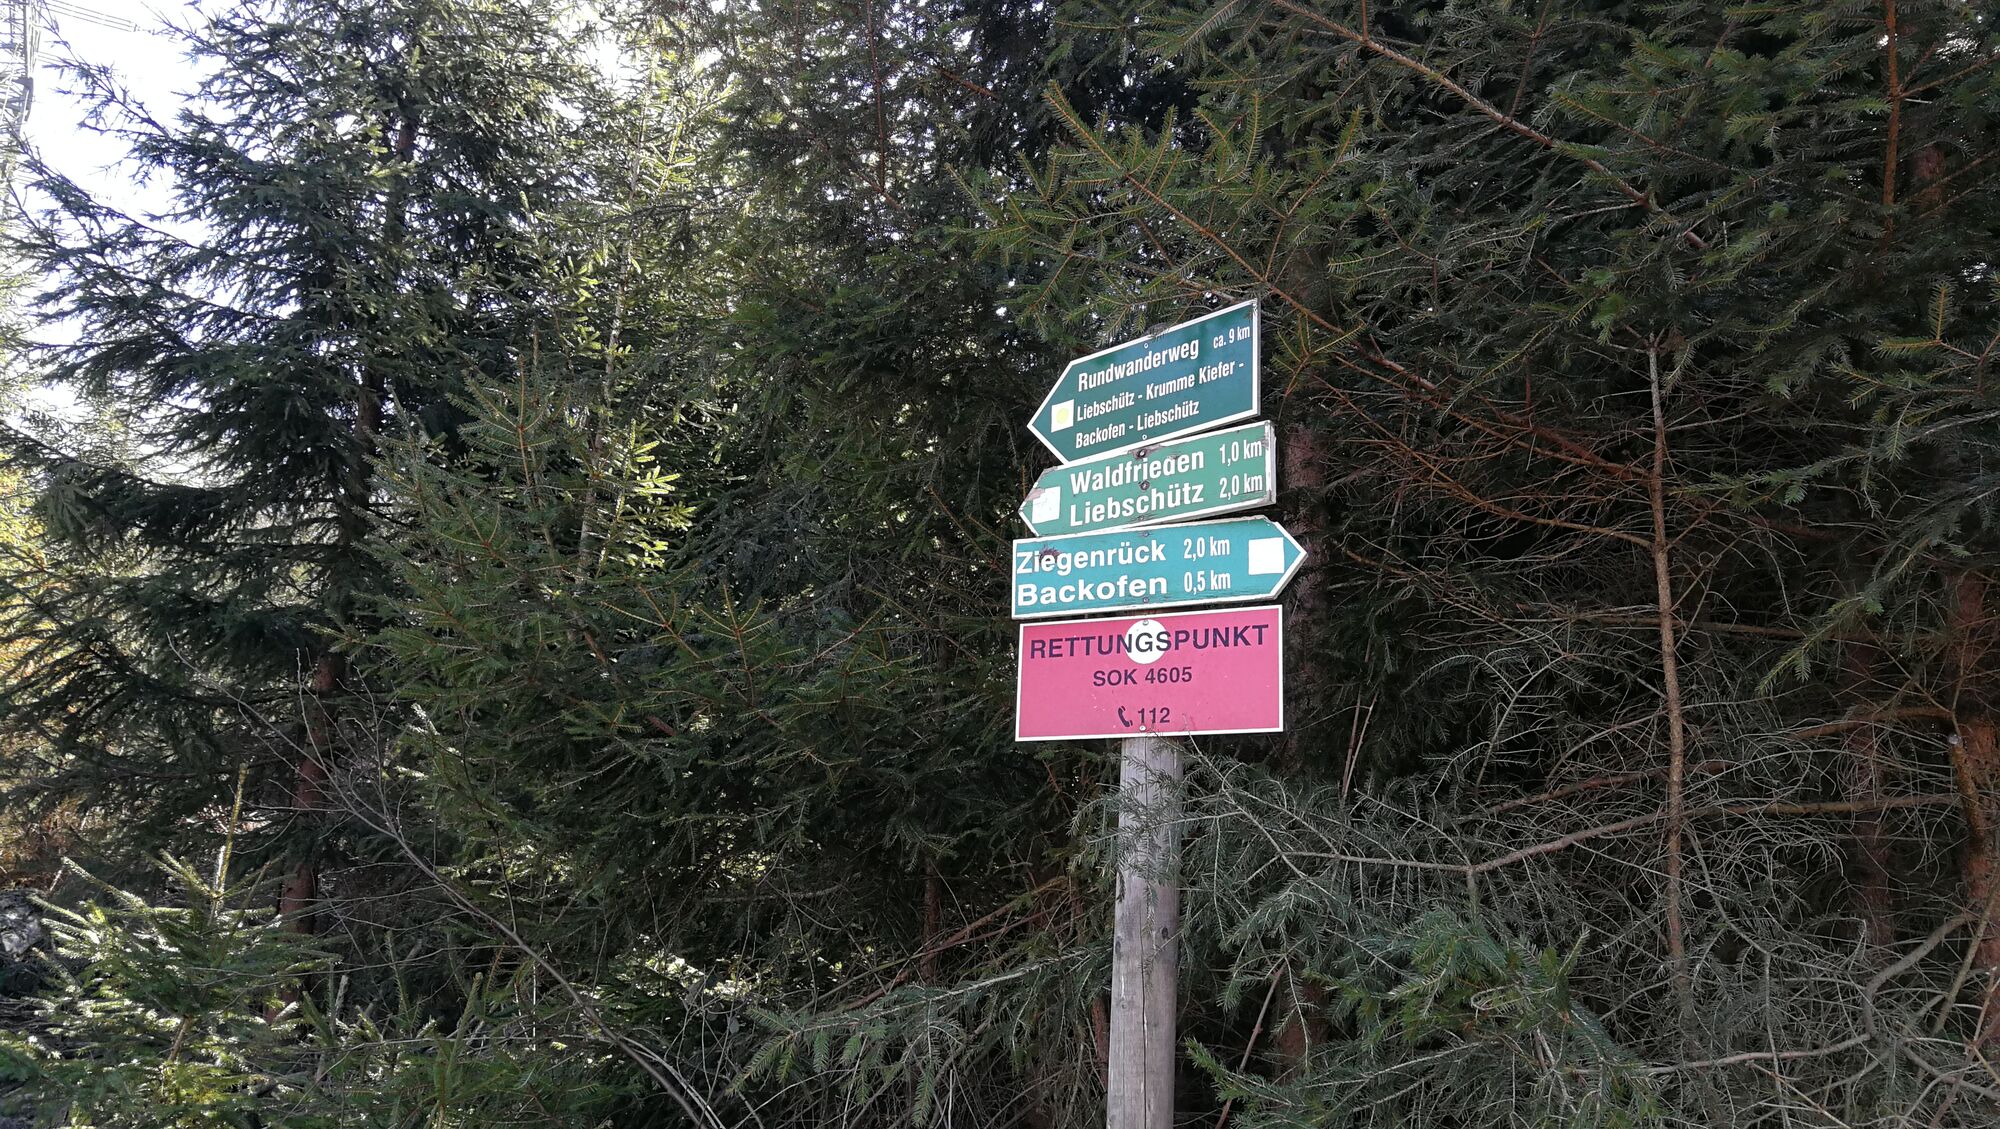 Rundwanderweg ca. 9 km
Liebschütz - Krumme Kiefer -
Backofen - Liebschütz
Waldfrieden 1,0 km
Liebschütz 2,0 km
Ziegenrück 2,0 km
Backofen 0,5 km
RETTUNGSPUNKT
SOK 4605
112